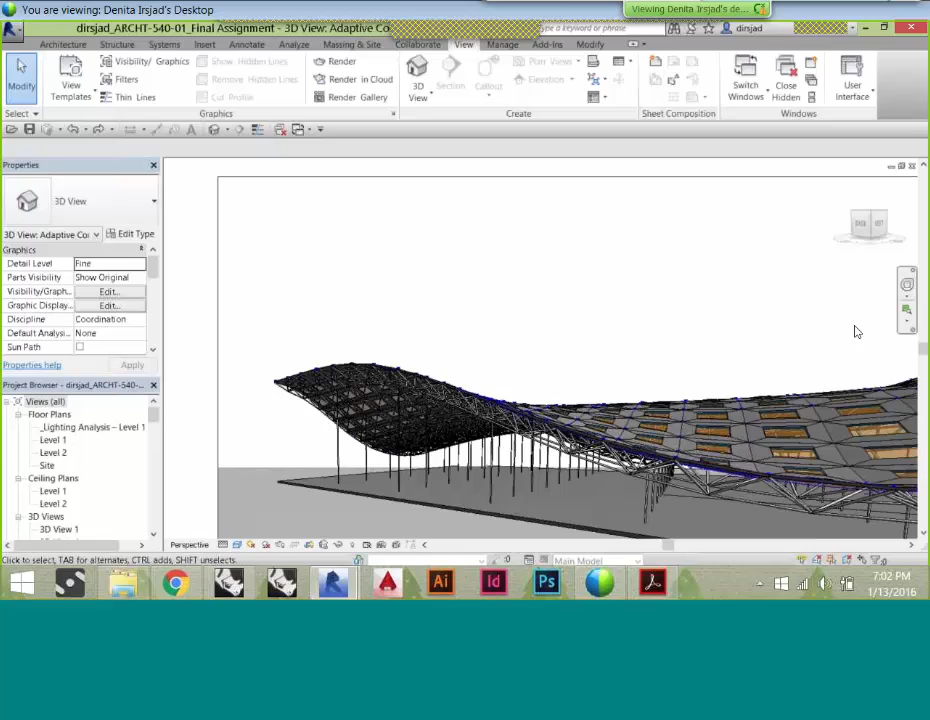 You are viewing: Denita Irsjad's Desktop
Viewing Denita Irsjad's de...
dirsjad_ARCHT-540-01_Final Assignment - 3D View: Adaptive Co
type a keyword or phrase
dirsjad
Architecture Structure Systems Insert Annotate Analyze Massing & Site Collaborate View Manage Add-Ins Modify
Visibility/ Graphics Show Hidden Lines Render Plan Views
Filters Remove Hidden Lines Render in Cloud Elevation
Thin Lines Cut Profile Render Gallery
Modify View Templates 3D View Section Callout Switch Windows Close Hidden User Interface
Select Graphics Create Sheet Composition Windows
Properties
3D View
3D View: Adaptive Co Edit Type
Graphics
Detail Level Fine
Parts Visibility Show Original
Visibility/Graph... Edit...
Graphic Display... Edit...
Discipline Coordination
Default Analysi... None
Sun Path
Properties help Apply
Project Browser - dirsjad_ARCHT-540-...
Views (all)
Floor Plans
_Lighting Analysis - Level 1
Level 1
Level 2
Site
Ceiling Plans
Level 1
Level 2
3D Views
3D View 1
BACK LEFT
Perspective
Click to select, TAB for alternates, CTRL adds, SHIFT unselects.
:0 Main Model :0
Ai Id Ps
7:02 PM
1/13/2016